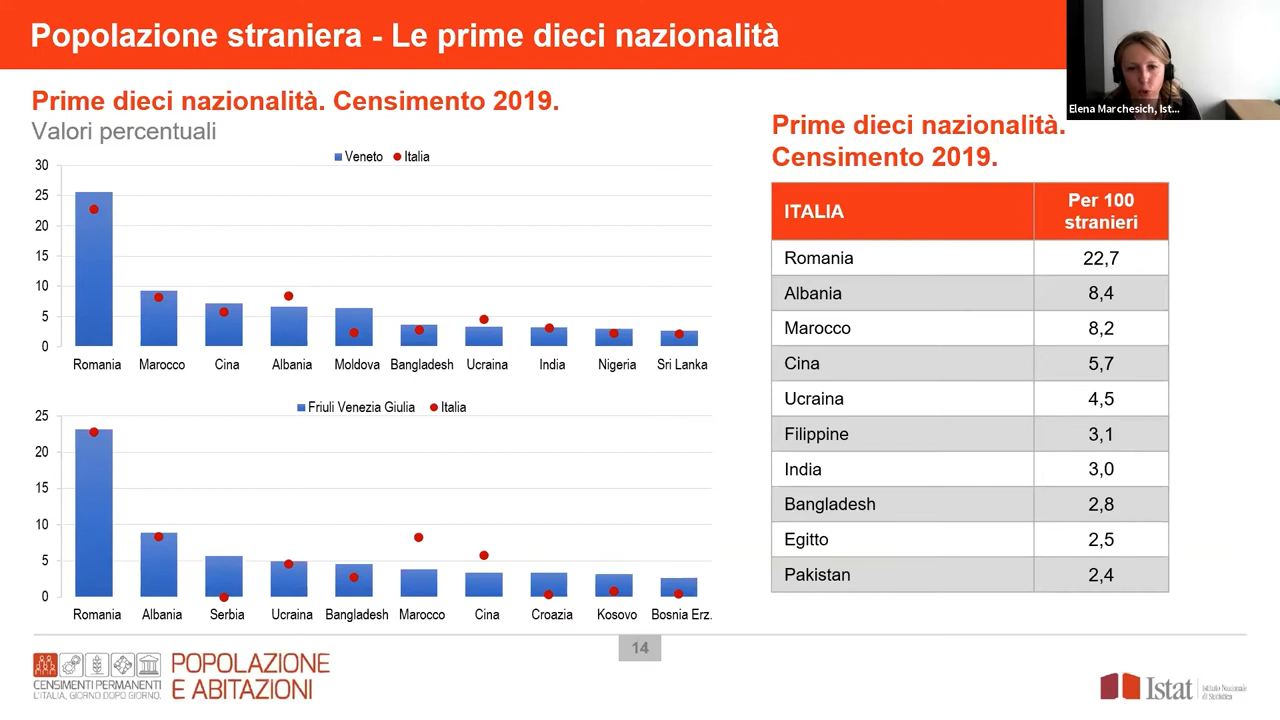 Popolazione straniera - Le prime dieci nazionalità
Elena Marchesich, Ist...
Prime dieci nazionalità. Censimento 2019.
Valori percentuali
Veneto Italia
30
25
20
15
10
5
0
Romania Marocco Cina Albania Moldova Bangladesh Ucraina India Nigeria Sri Lanka
Friuli Venezia Giulia Italia
25
20
15
10
5
0
Romania Albania Serbia Ucraina Bangladesh Marocco Cina Croazia Kosovo Bosnia Erz.
Prime dieci nazionalità.
Censimento 2019.
ITALIA Per 100 stranieri
Romania 22,7
Albania 8,4
Marocco 8,2
Cina 5,7
Ucraina 4,5
Filippine 3,1
India 3,0
Bangladesh 2,8
Egitto 2,5
Pakistan 2,4
14
CENSIMENTI PERMANENTI
L'ITALIA, GIORNO DOPO GIORNO.
POPOLAZIONE
E ABITAZIONI
Istat
Istituto Nazionale
di Statistica